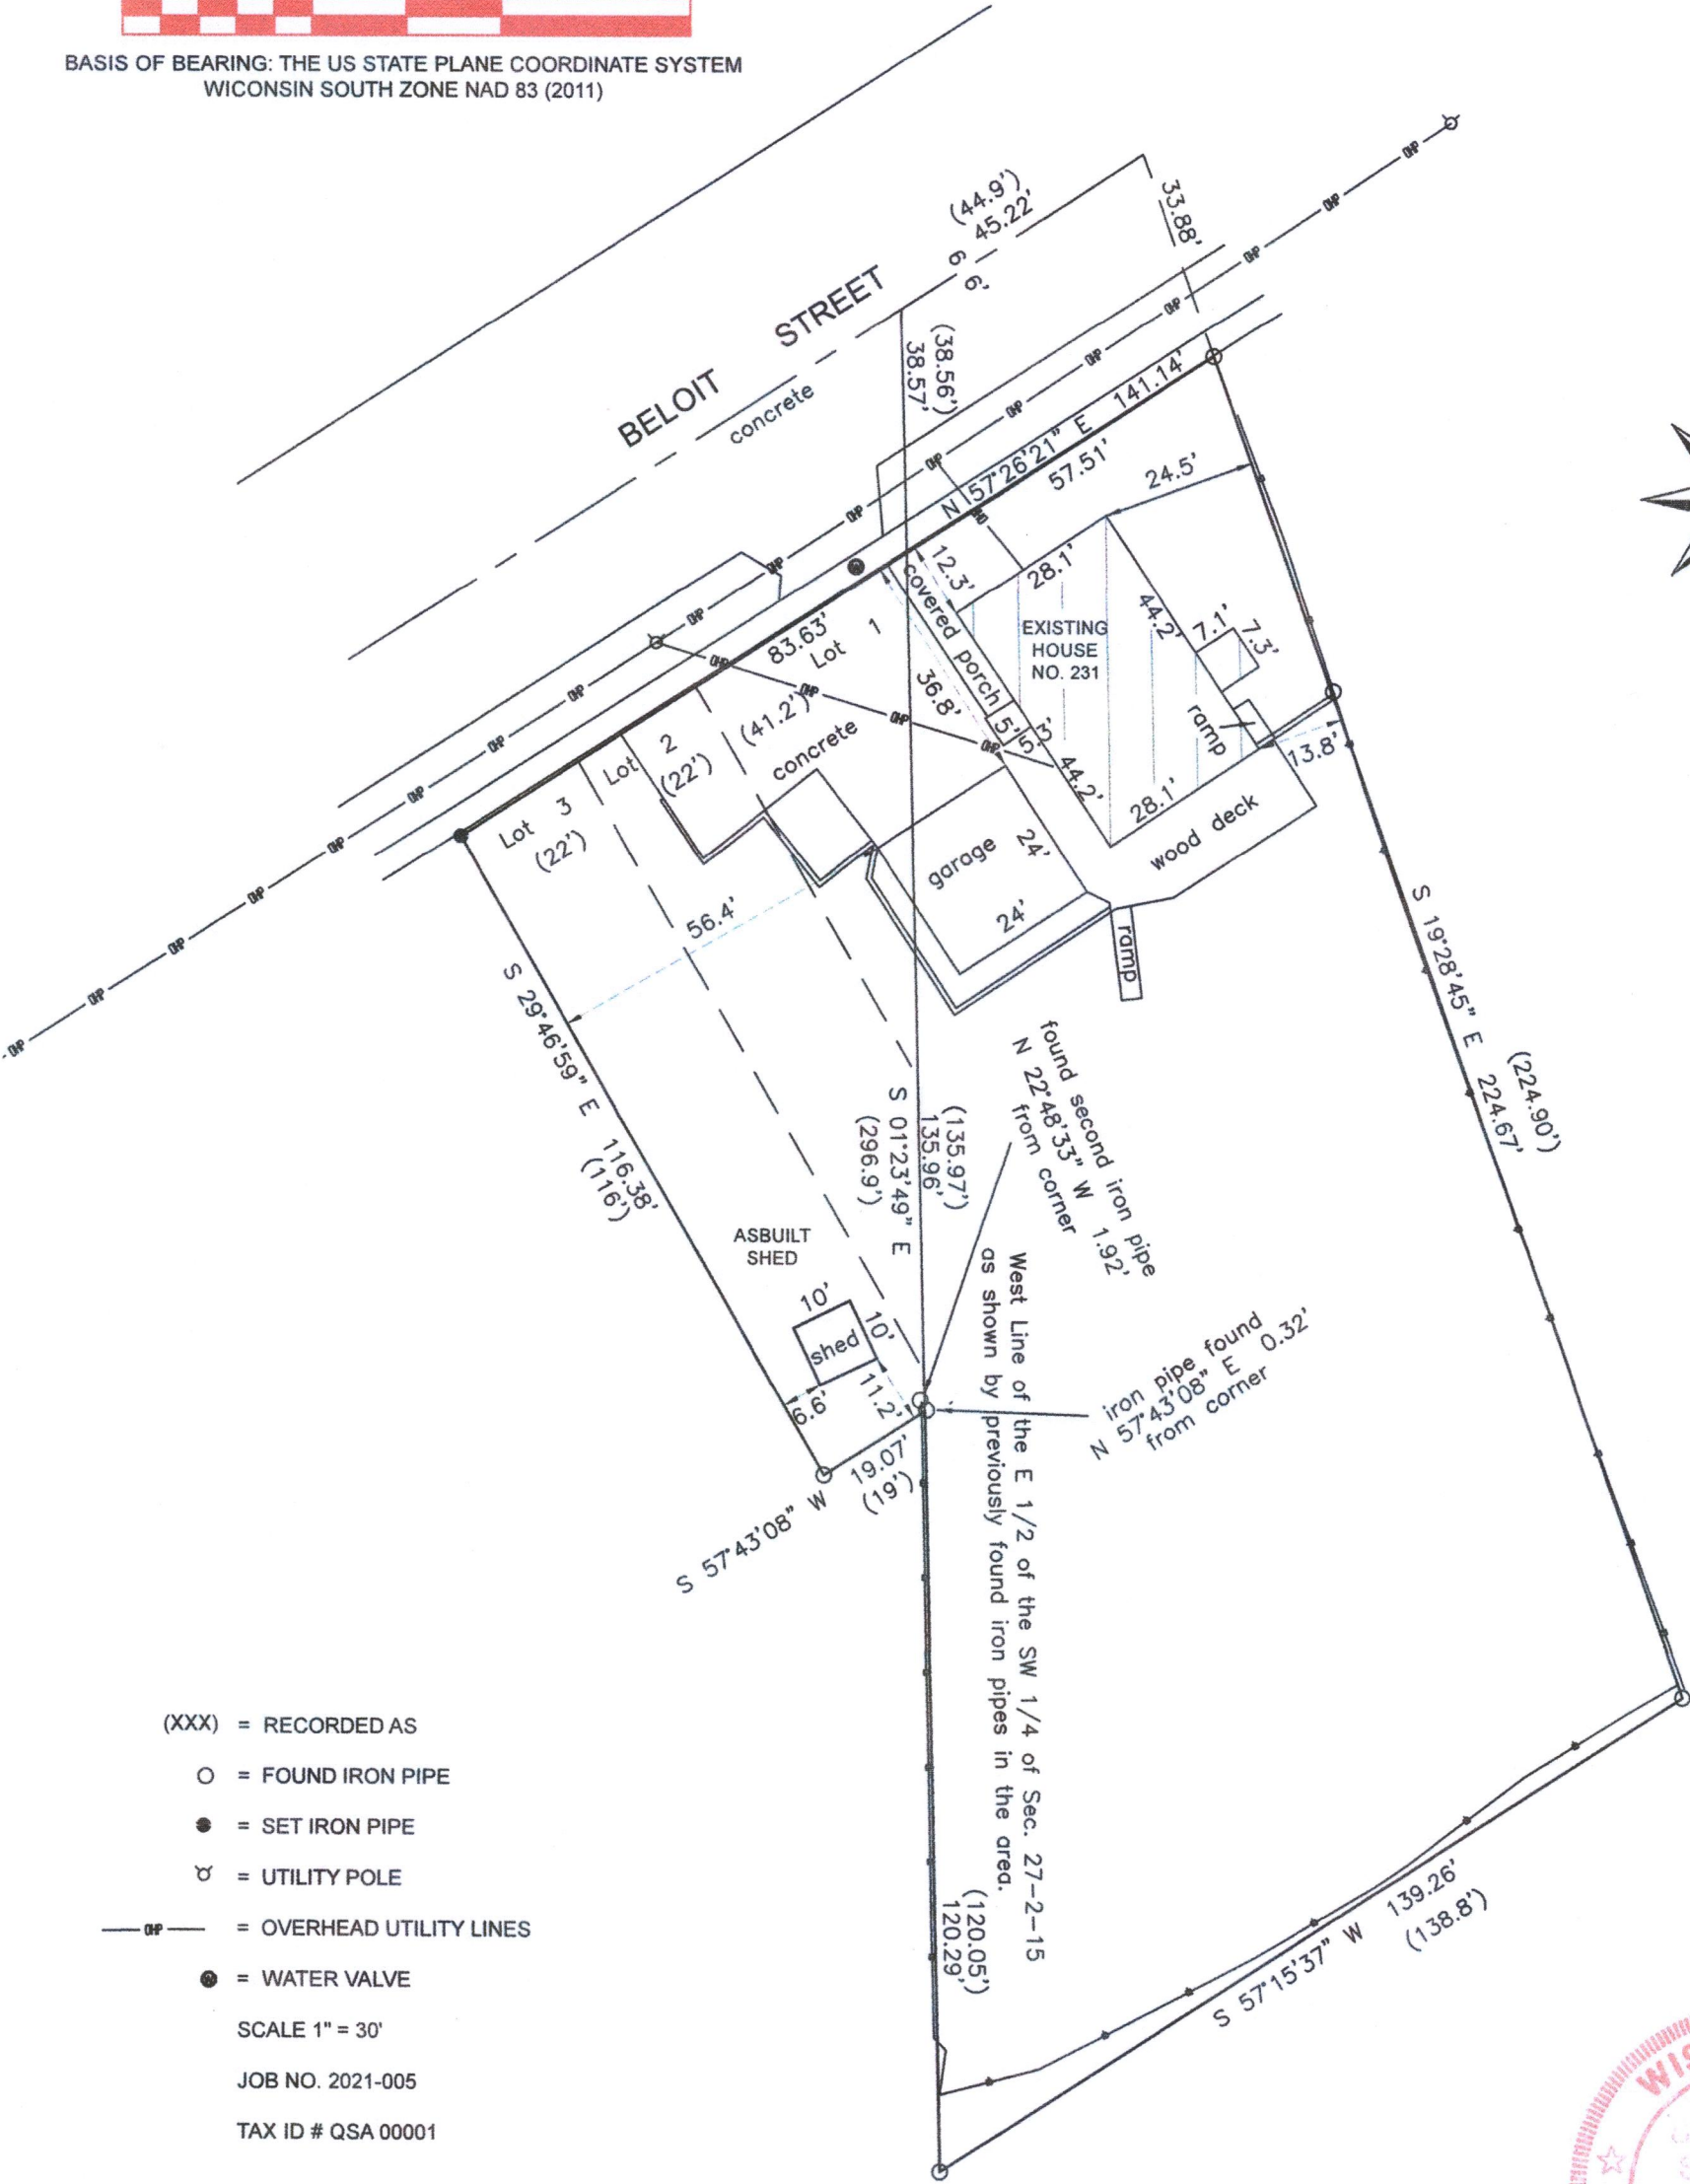 BASIS OF BEARING: THE US STATE PLANE COORDINATE SYSTEM
WICONSIN SOUTH ZONE NAD 83 (2011)
(44.9')
45.22'
6
6'
33.88'
BELOIT STREET
concrete
(38.56')
38.57'
N 57°26'21" E 141.14'
57.51'
24.5'
12.3'
covered porch
28.1'
EXISTING
HOUSE
NO. 231
44.2'
7.1'
7.3'
ramp
13.8'
83.63'
Lot 1
36.8'
5'
5.3'
44.2'
28.1'
wood deck
(41.2')
concrete
Lot 2
(22')
Lot 3
(22')
garage
24'
24'
ramp
56.4'
S 29°46'59" E 116.38'
(116')
S 19°28'45" E 224.67'
(224.90')
found second iron pipe
N 22°48'33" W 1.92'
from corner
(135.97')
135.96'
S 01°23'49" E
(296.9')
ASBUILT
SHED
10'
10'
shed
11.2'
6.6'
19.07'
(19')
S 57°43'08" W
iron pipe found
N 57°43'08" E 0.32'
from corner
West Line of the E 1/2 of the SW 1/4 of Sec. 27-2-15
as shown by previously found iron pipes in the area.
(120.05')
120.29'
S 57°15'37" W 139.26'
(138.8')
(XXX) = RECORDED AS
= FOUND IRON PIPE
= SET IRON PIPE
= UTILITY POLE
OHP = OVERHEAD UTILITY LINES
W = WATER VALVE
SCALE 1" = 30'
JOB NO. 2021-005
TAX ID # QSA 00001